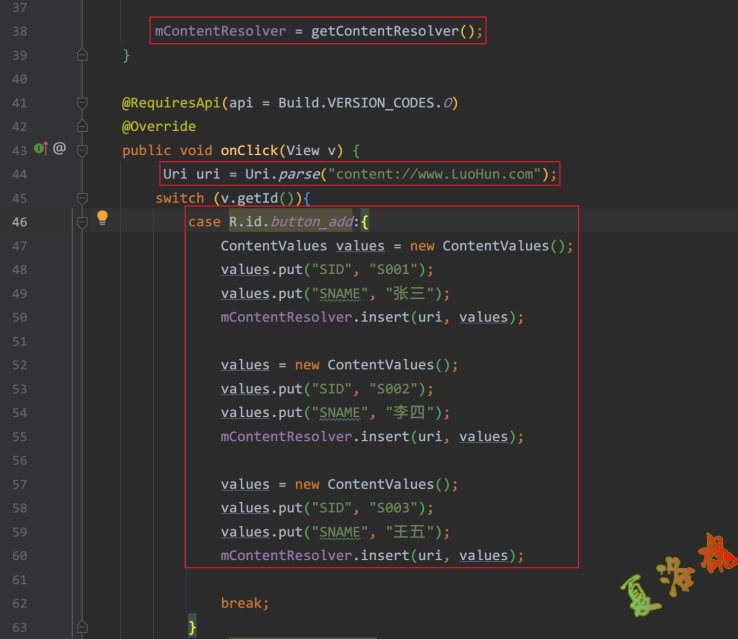 37
38 mContentResolver = getContentResolver();
39 }
40
41 @RequiresApi(api = Build.VERSION_CODES.O)
42 @Override
43 @ public void onClick(View v) {
44 Uri uri = Uri.parse("content://www.LuoHun.com");
45 switch (v.getId()){
46 case R.id.button_add:{
47 ContentValues values = new ContentValues();
48 values.put("SID", "S001");
49 values.put("SNAME", "张三");
50 mContentResolver.insert(uri, values);
51
52 values = new ContentValues();
53 values.put("SID", "S002");
54 values.put("SNAME", "李四");
55 mContentResolver.insert(uri, values);
56
57 values = new ContentValues();
58 values.put("SID", "S003");
59 values.put("SNAME", "王五");
60 mContentResolver.insert(uri, values);
61
62 break;
63 }